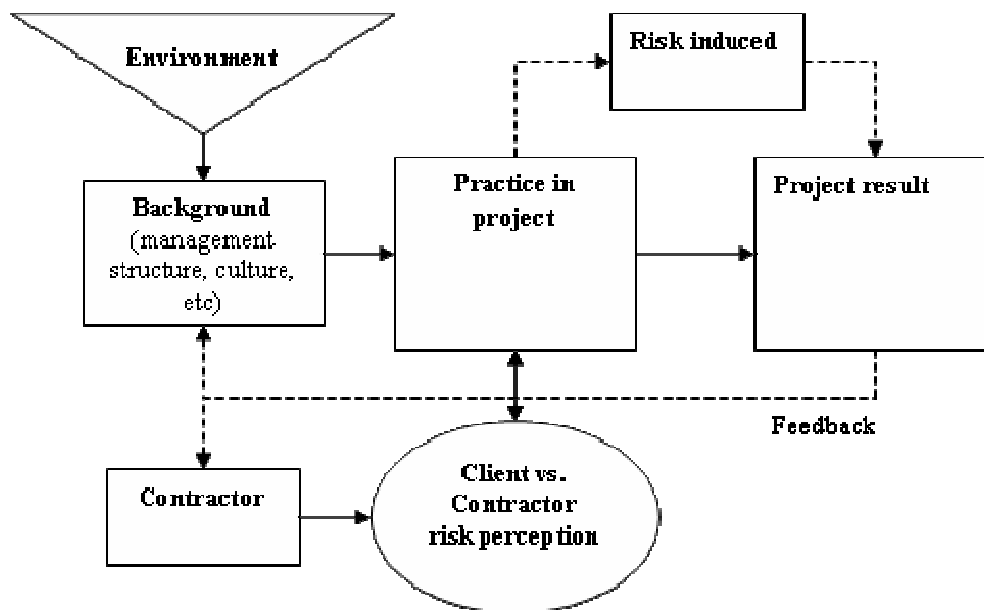 Environment
Risk induced
Background
(management
structure, culture,
etc)
Practice in
project
Project result
Feedback
Contractor
Client vs.
Contractor
risk perception